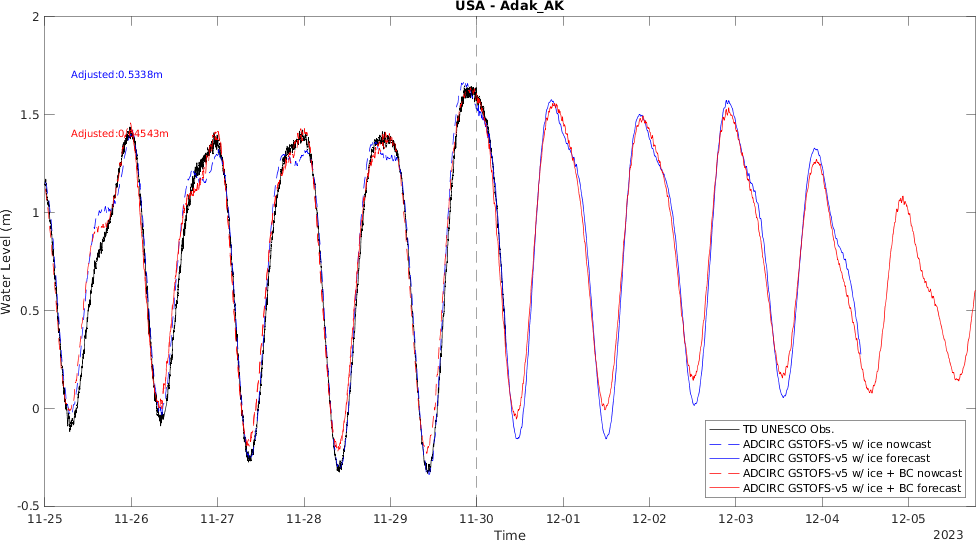 USA - Adak_AK
2
1.5
1
0.5
0
-0.5
Water Level (m)
Adjusted:0.5338m
TD UNESCO Obs.
ADCIRC GSTOFS-v5 w/ ice nowcast
ADCIRC GSTOFS-v5 w/ ice forecast
ADCIRC GSTOFS-v5 w/ ice + BC nowcast
ADCIRC GSTOFS-v5 w/ ice + BC forecast
11-25 11-26 11-27 11-28 11-29 11-30 12-01 12-02 12-03 12-04 12-05
Time
2023